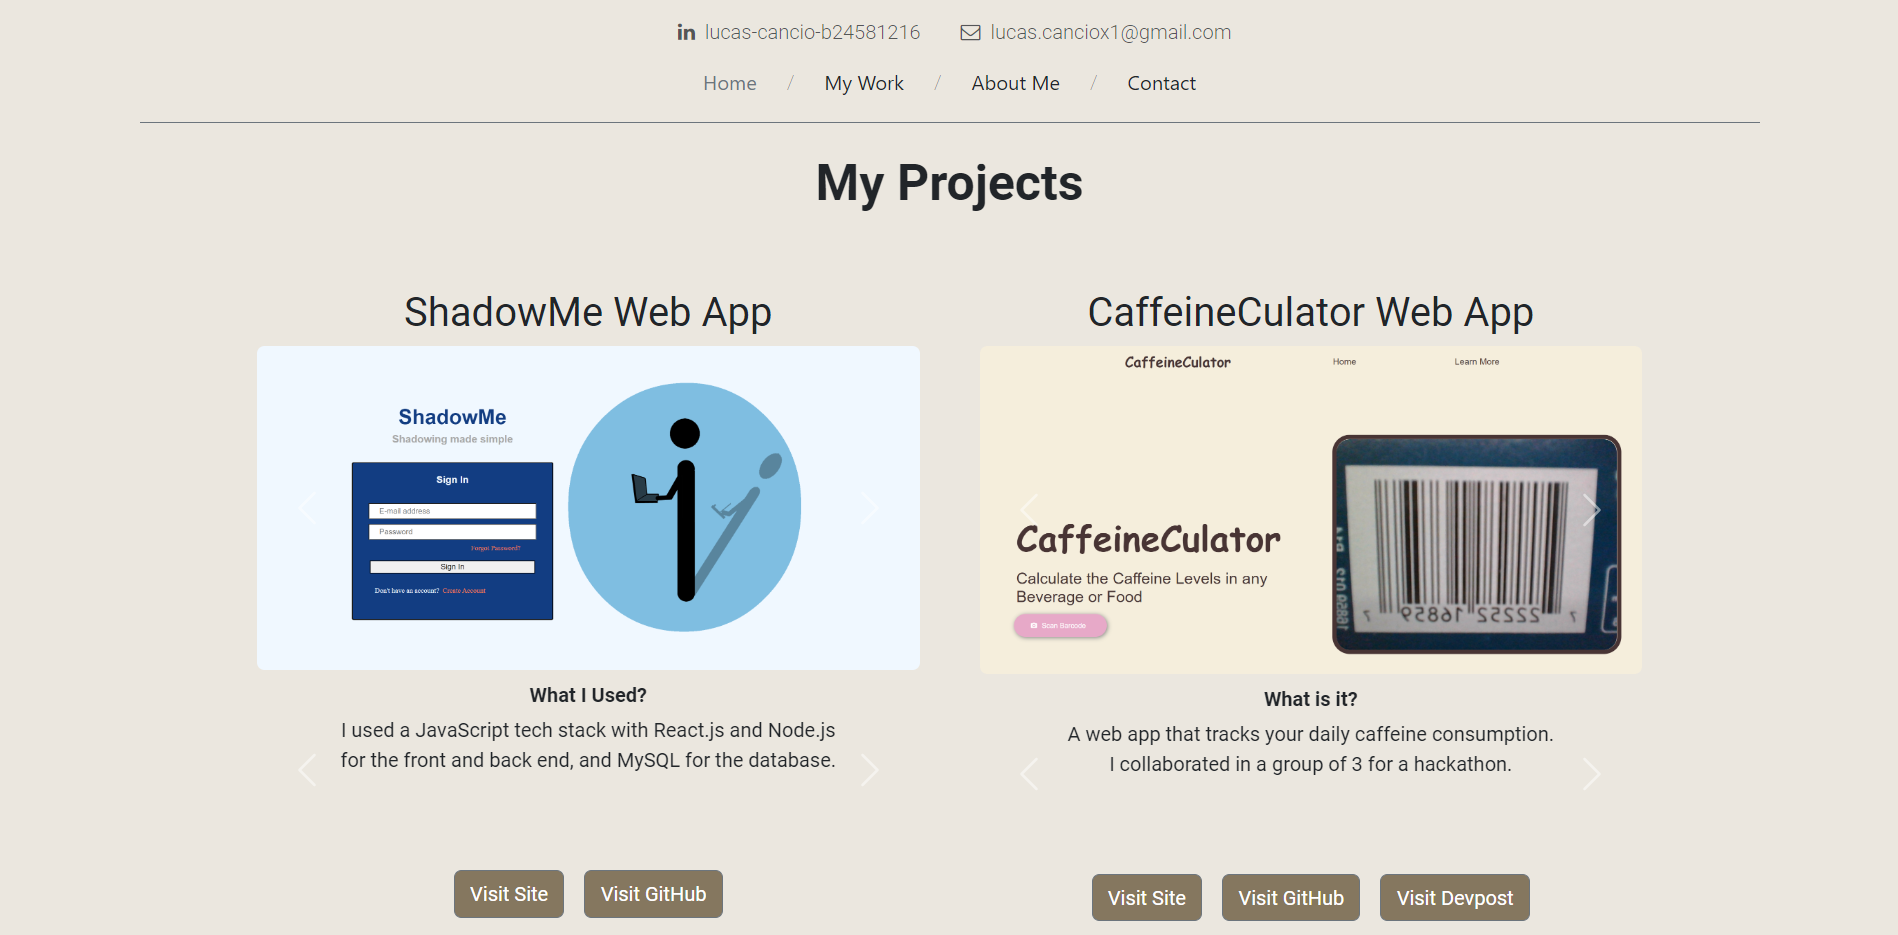 lucas-cancio-b24581216 lucas.canciox1@gmail.com
Home / My Work / About Me / Contact
My Projects
ShadowMe Web App
ShadowMe
Shadowing made simple
Sign In
E-mail address
Password
Forgot Password?
Sign In
Don't have an account? Create Account
What I Used?
I used a JavaScript tech stack with React.js and Node.js
for the front and back end, and MySQL for the database.
Visit Site Visit GitHub
CaffeineCulator Web App
CaffeineCulator Home Learn More
CaffeineCulator
Calculate the Caffeine Levels in any
Beverage or Food
Scan Barcode
7 22252 16859 7
What is it?
A web app that tracks your daily caffeine consumption.
I collaborated in a group of 3 for a hackathon.
Visit Site Visit GitHub Visit Devpost